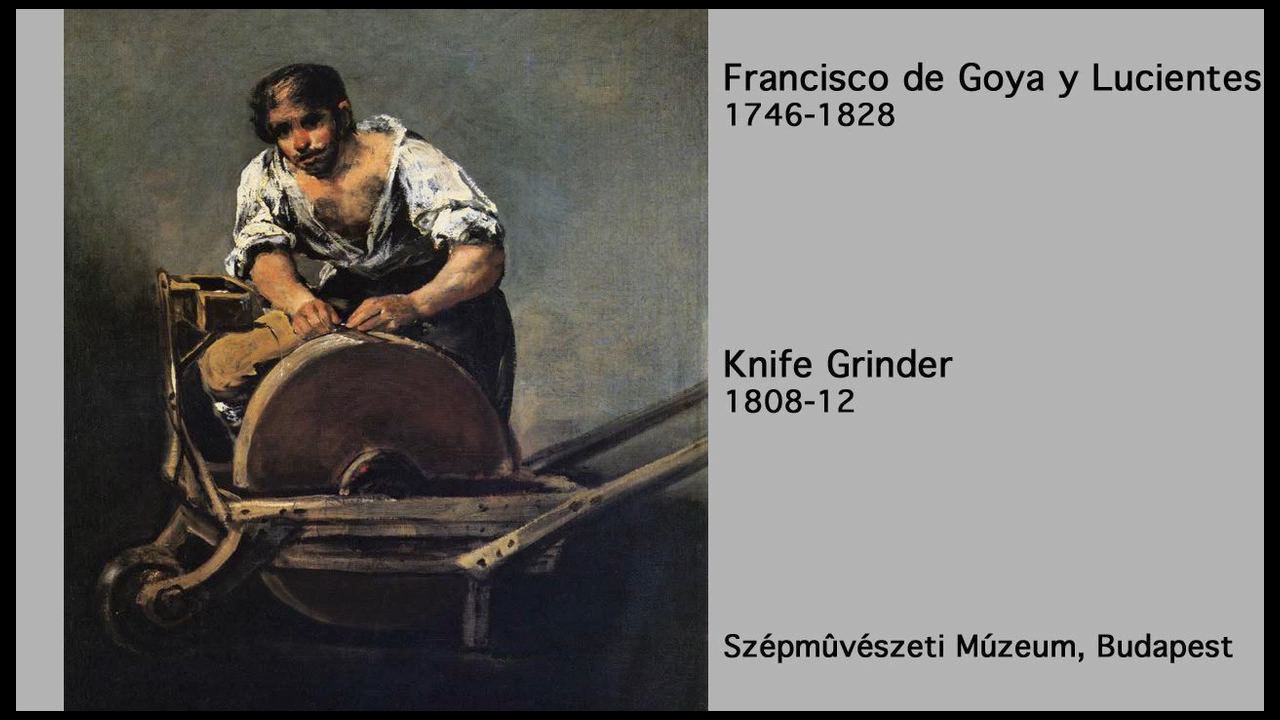 Francisco de Goya y Lucientes
1746-1828
Knife Grinder
1808-12
Szépmûvészeti Múzeum, Budapest